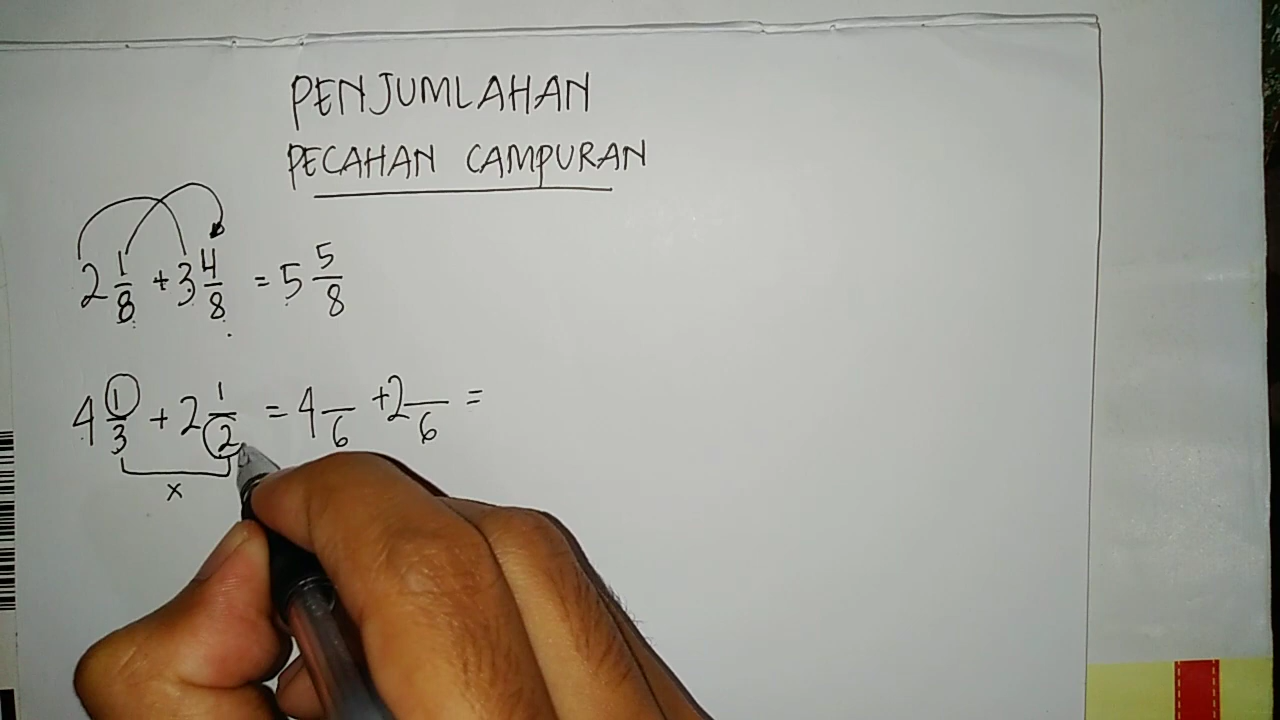 PENJUMLAHAN
PECAHAN CAMPURAN
2 1/8 + 3 4/8 = 5 5/8
4 1/3 + 2 1/2 = 4 /6 + 2 /6 =
x